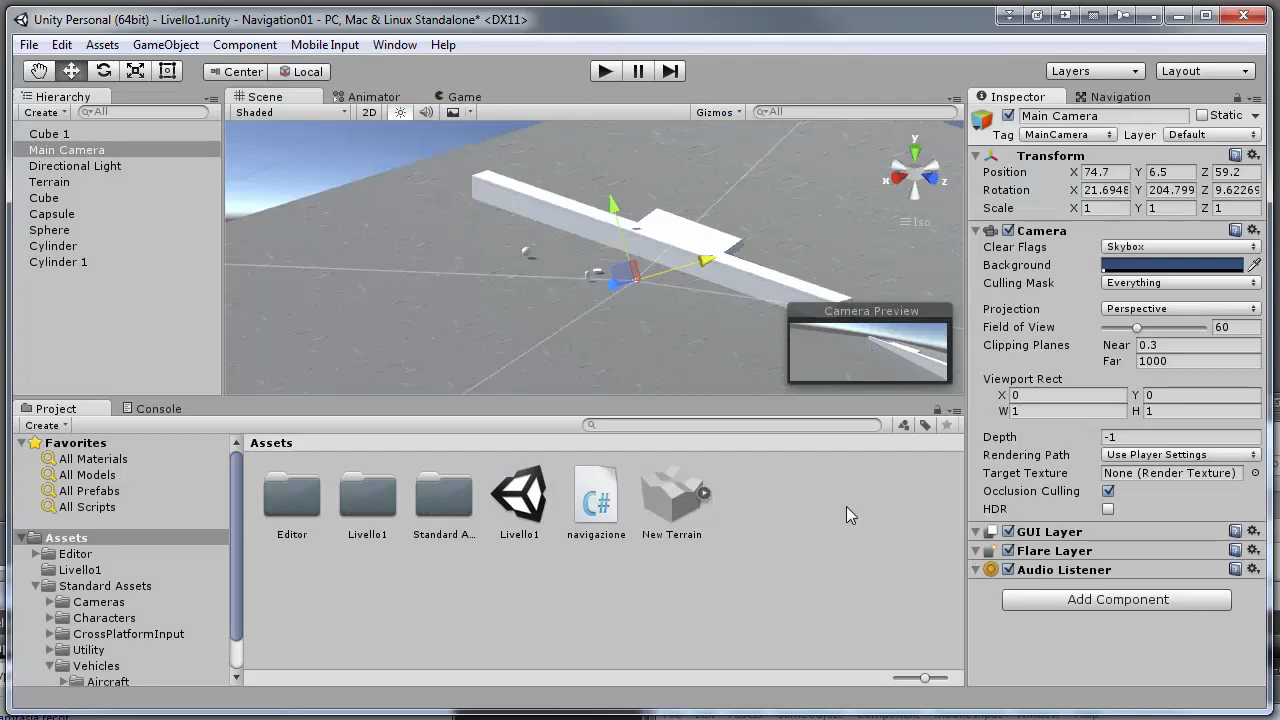 Unity Personal (64bit) - Livello1.unity - Navigation01 - PC, Mac & Linux Standalone* <DX11>
File Edit Assets GameObject Component Mobile Input Window Help
Center Local Layers Layout
Hierarchy
Create All
Cube 1
Main Camera
Directional Light
Terrain
Cube
Capsule
Sphere
Cylinder
Cylinder 1
Scene Animator Game
Shaded 2D Gizmos All
y
x z
Iso
Camera Preview
Inspector Navigation
Main Camera Static
Tag MainCamera Layer Default
Transform
Position X 74.7 Y 6.5 Z 59.2
Rotation X 21.6948 Y 204.799 Z 9.62269
Scale X 1 Y 1 Z 1
Camera
Clear Flags Skybox
Background
Culling Mask Everything
Projection Perspective
Field of View 60
Clipping Planes Near 0.3
Far 1000
Viewport Rect
X 0 Y 0
W 1 H 1
Depth -1
Rendering Path Use Player Settings
Target Texture None (Render Texture)
Occlusion Culling
HDR
GUI Layer
Flare Layer
Audio Listener
Add Component
Project Console
Create
Favorites
All Materials
All Models
All Prefabs
All Scripts
Assets
Editor
Livello1
Standard Assets
Cameras
Characters
CrossPlatformInput
Utility
Vehicles
Aircraft
Assets
C#
Editor Livello1 Standard A... Livello1 navigazione New Terrain